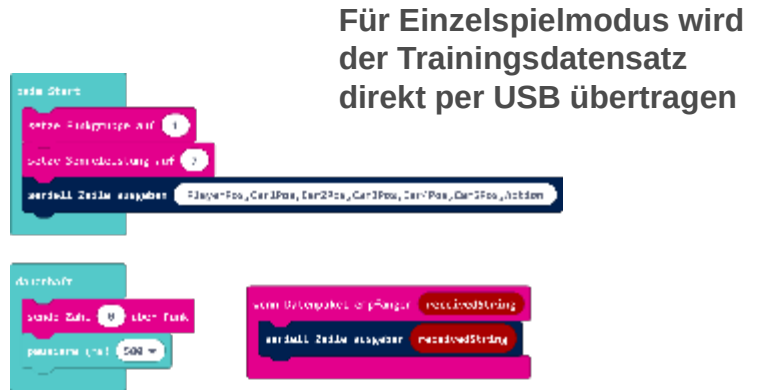 Für Einzelspielmodus wird
der Trainingsdatensatz
direkt per USB übertragen
beim Start
setze Funkgruppe auf 1
setze Sendeleistung auf 7
seriell Zeile ausgeben PlayerPos,Car1Pos,Car2Pos,Car3Pos,Car4Pos,Car5Pos,Action
dauerhaft
sende Zahl 0 über Funk
pausiere (ms) 500
wenn Datenpaket empfangen receivedString
seriell Zeile ausgeben receivedString